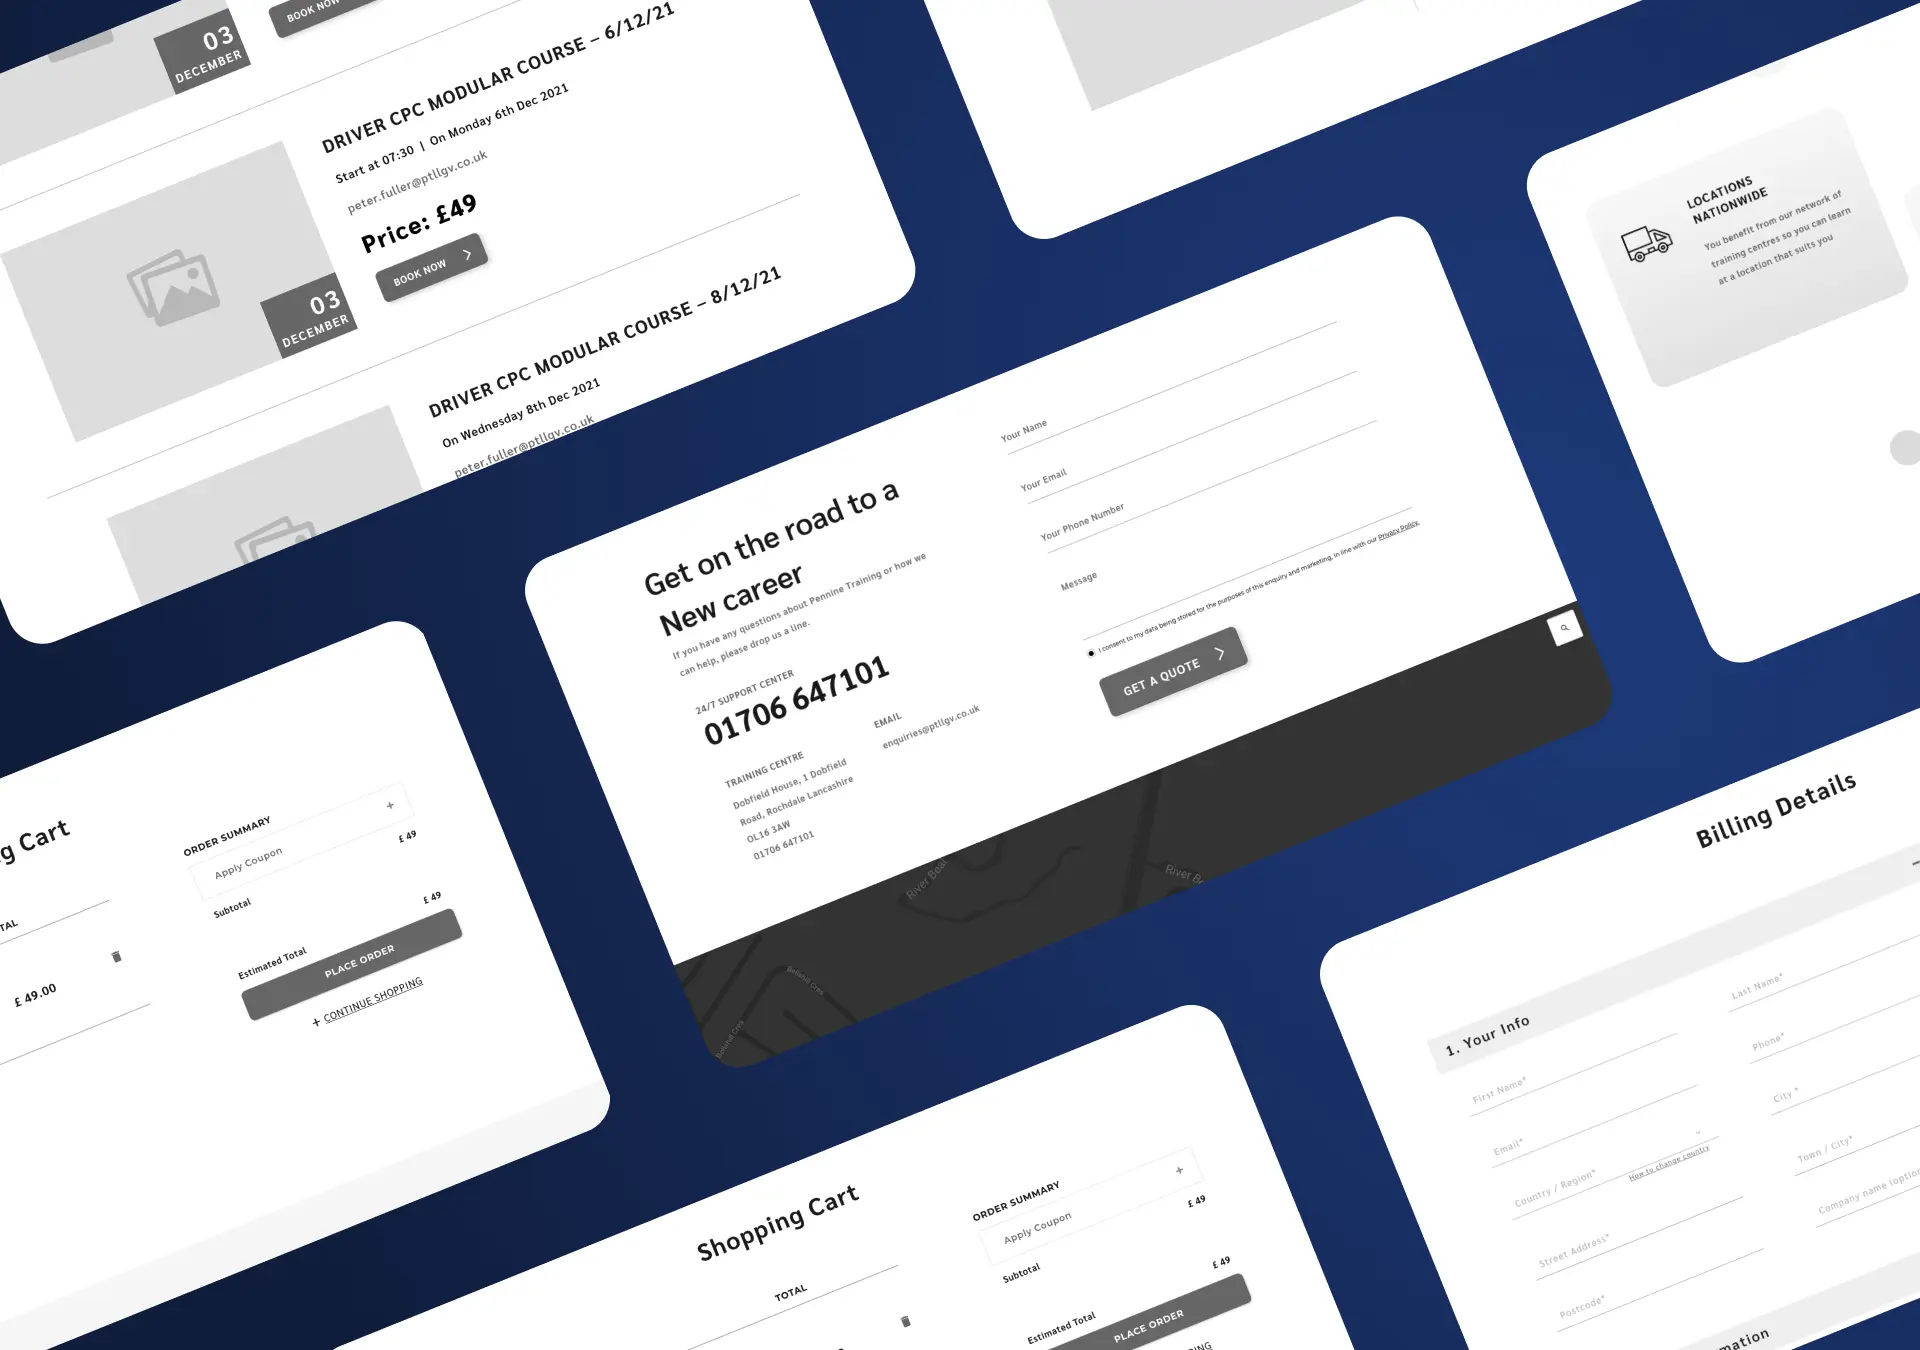 BOOK NOW
03
DECEMBER
DRIVER CPC MODULAR COURSE – 6/12/21
Start at 07:30 | On Monday 6th Dec 2021
peter.fuller@ptllgv.co.uk
Price: £49
BOOK NOW
03
DECEMBER
DRIVER CPC MODULAR COURSE – 8/12/21
On Wednesday 8th Dec 2021
peter.fuller@ptllgv.co.uk
LOCATIONS
NATIONWIDE
You benefit from our network of
training centres so you can learn
at a location that suits you
Get on the road to a
New career
If you have any questions about Pennine Training or how we
can help, please drop us a line.
24/7 SUPPORT CENTER
01706 647101
TRAINING CENTRE
Dobfield House, 1 Dobfield
Road, Rochdale Lancashire
OL16 3AW
01706 647101
EMAIL
enquiries@ptllgv.co.uk
Your Name
Your Email
Your Phone Number
Message
I consent to my data being stored for the purposes of this enquiry and marketing, in line with our Privacy Policy.
GET A QUOTE
River Beal
Bellshill Cres
Bellshill Cres
g Cart
TAL
£ 49.00
ORDER SUMMARY
Apply Coupon +
£ 49
Subtotal
£ 49
Estimated Total
PLACE ORDER
+ CONTINUE SHOPPING
Shopping Cart
TOTAL
ORDER SUMMARY
Apply Coupon +
£ 49
Subtotal
£ 49
Estimated Total
PLACE ORDER
Billing Details
1. Your Info
First Name*
Last Name*
Email*
Phone*
Country / Region*
How to change country
City *
Street Address*
Town / City*
Postcode*
Company name (option
mation